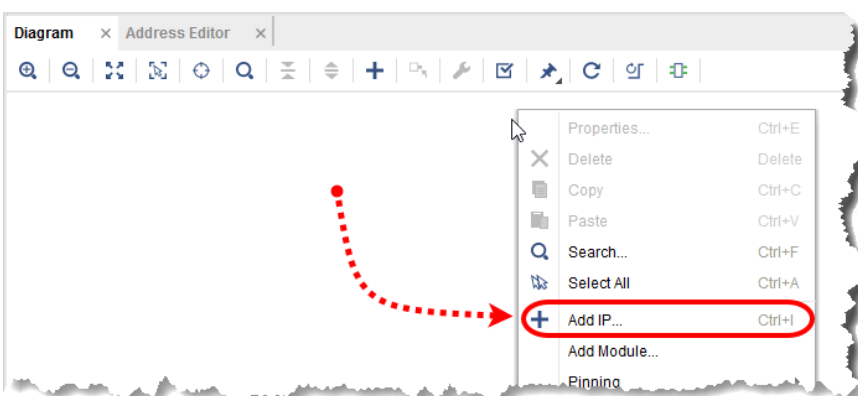 Diagram × Address Editor ×
Properties... Ctrl+E
Delete Delete
Copy Ctrl+C
Paste Ctrl+V
Search... Ctrl+F
Select All Ctrl+A
Add IP... Ctrl+I
Add Module...
Pinning